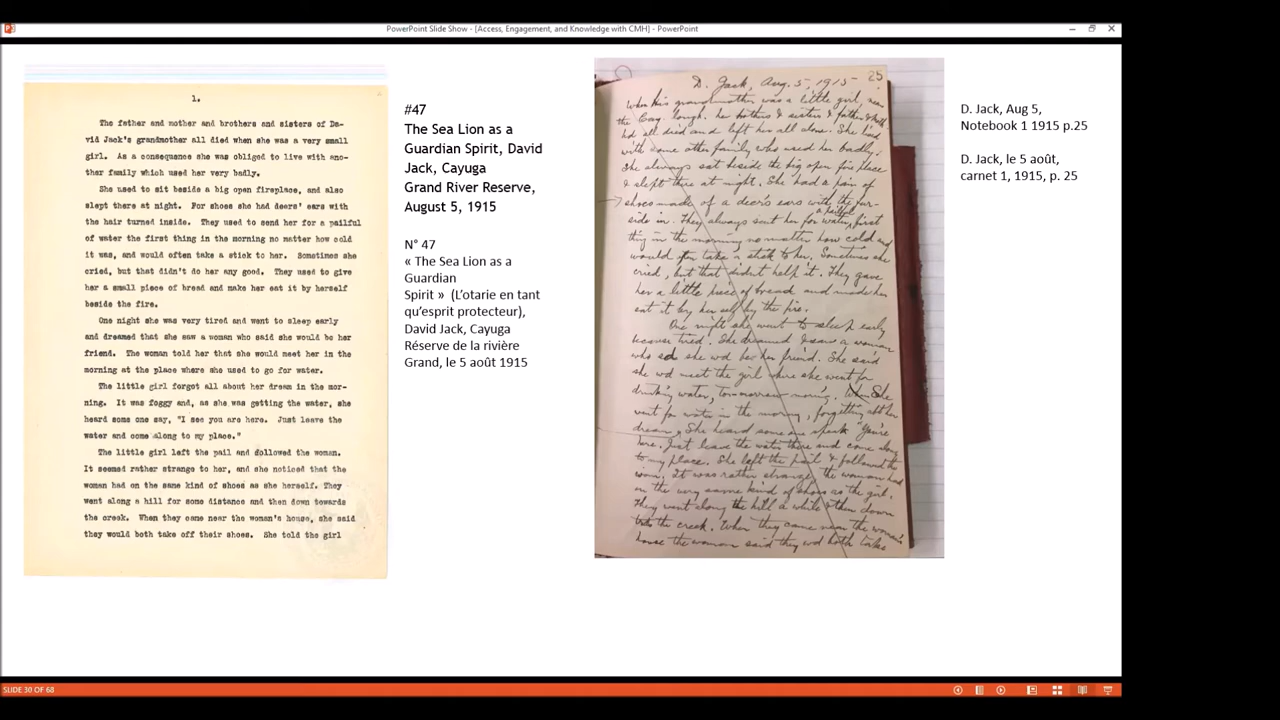 PowerPoint Slide Show - [Access, Engagement, and Knowledge with CMH] - PowerPoint
1.
The father and mother and brothers and sisters of Da-
vid Jack's grandmother all died when she was a very small
girl. As a consequence she was obliged to live with ano-
ther family which used her very badly.
She used to sit beside a big open fireplace, and also
slept there at night. For shoes she had deers' ears with
the hair turned inside. They used to send her for a pailful
of water the first thing in the morning no matter how cold
it was, and would often take a stick to her. Sometimes she
cried, but that didn't do her any good. They used to give
her a small piece of bread and make her eat it by herself
beside the fire.
One night she was very tired and went to sleep early
and dreamed that she saw a woman who said she would be her
friend. The woman told her that she would meet her in the
morning at the place where she used to go for water.
The little girl forgot all about her dream in the mor-
ning. It was foggy and, as she was getting the water, she
heard some one say, "I see you are here. Just leave the
water and come along to my place."
The little girl left the pail and followed the woman.
It seemed rather strange to her, and she noticed that the
woman had on the same kind of shoes as she herself. They
went along a hill for some distance and then down towards
the creek. When they came near the woman's house, she said
they would both take off their shoes. She told the girl
#47
The Sea Lion as a
Guardian Spirit, David
Jack, Cayuga
Grand River Reserve,
August 5, 1915
N° 47
« The Sea Lion as a
Guardian
Spirit » (L'otarie en tant
qu'esprit protecteur),
David Jack, Cayuga
Réserve de la rivière
Grand, le 5 août 1915
D. Jack, Aug. 5, 1915 25
When his grandmother was a little girl, near
the Cay. lough. her brothers & sisters & father &
had all died and left her all alone. She lived
with some other family who used her badly.
She always sat beside the big open fire place
& slept there at night. She had a pair of
shoes made of a deer's ears with the fur-
side in. They always sent her for a pailful water, first
thing in the morning no matter how cold and
would often take a stick to her. Sometimes she
cried, but that didn't help it. They gave
her a little piece of bread and made her
eat it by herself by the fire.
One night she went to sleep early
because tired. She dreamed & saw a woman
who sd she wd be her friend. She said
she wd meet the girl where she went for
drinking water, tomorrow morning. When She
went for water in the morning, forgetting abt her
dream, She heard someone speak "You're
here. Just leave the water there and come along
to my place. She left the pail & followed the
woman. It was rather strange the woman had
on the very same kind of shoes as the girl.
They went along the hill a while & then down
the creek. When they came near the woman's
house the woman said they wd both take
D. Jack, Aug 5,
Notebook 1 1915 p.25
D. Jack, le 5 août,
carnet 1, 1915, p. 25
SLIDE 30 OF 68